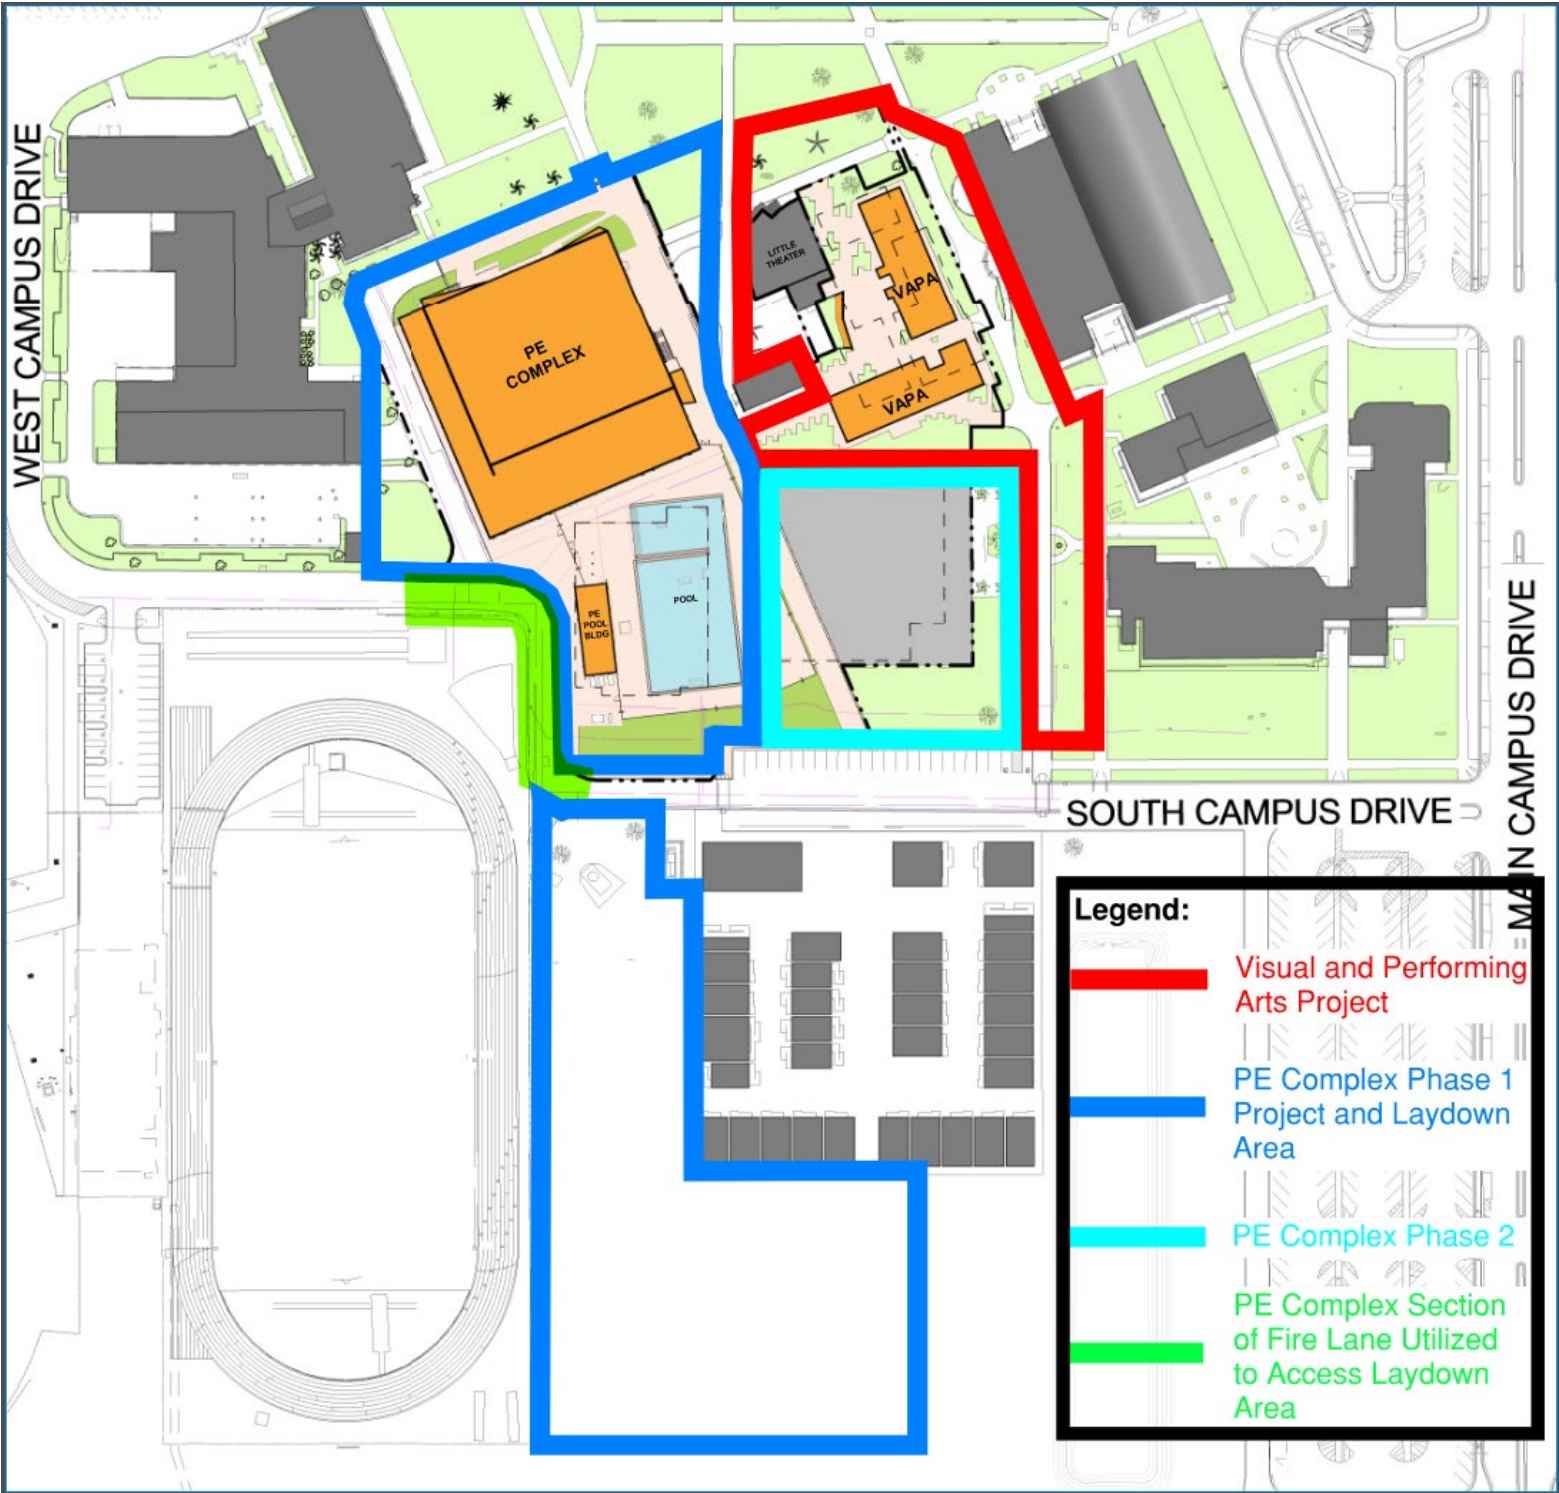 WEST CAMPUS DRIVE
LITTLE
THEATER
VAPA
VAPA
PE
COMPLEX
POOL
PE
POOL
BLDG
SOUTH CAMPUS DRIVE
MAIN CAMPUS DRIVE
Legend:
Visual and Performing
Arts Project
PE Complex Phase 1
Project and Laydown
Area
PE Complex Phase 2
PE Complex Section
of Fire Lane Utilized
to Access Laydown
Area